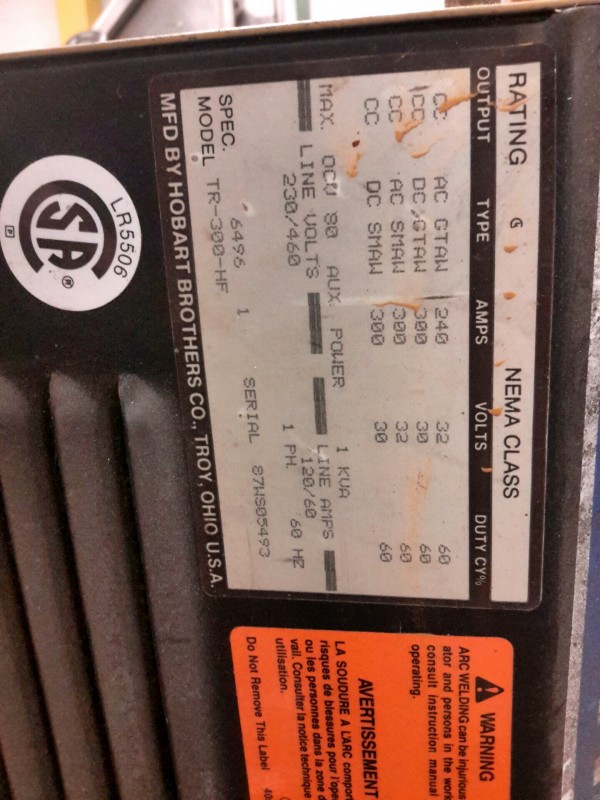 RATING G NEMA CLASS
OUTPUT TYPE AMPS VOLTS DUTY CY%
CC AC GTAW 240 32 60
CC DC GTAW 300 30 60
CC AC SMAW 300 32 60
CC DC SMAW 300 30 60
MAX. OCV 80 AUX. POWER 1 KVA
LINE VOLTS LINE AMPS
230/460 120/60
1 PH. 60 HZ
SPEC. 6496 1 SERIAL 87WS05493
MODEL TR-300-HF
MFD BY HOBART BROTHERS CO., TROY, OHIO U.S.A.
LR5506
SA
®
P
WARNING
ARC WELDING can be injurious
ator and persons in the work
consult instruction manual
operating.
AVERTISSEMENT
LA SOUDURE A L'ARC compor
risques de blessures pour l'ope
ou les personnes dans la zone d
vail. Consulter la notice technique
utilisation.
Do Not Remove This Label 40